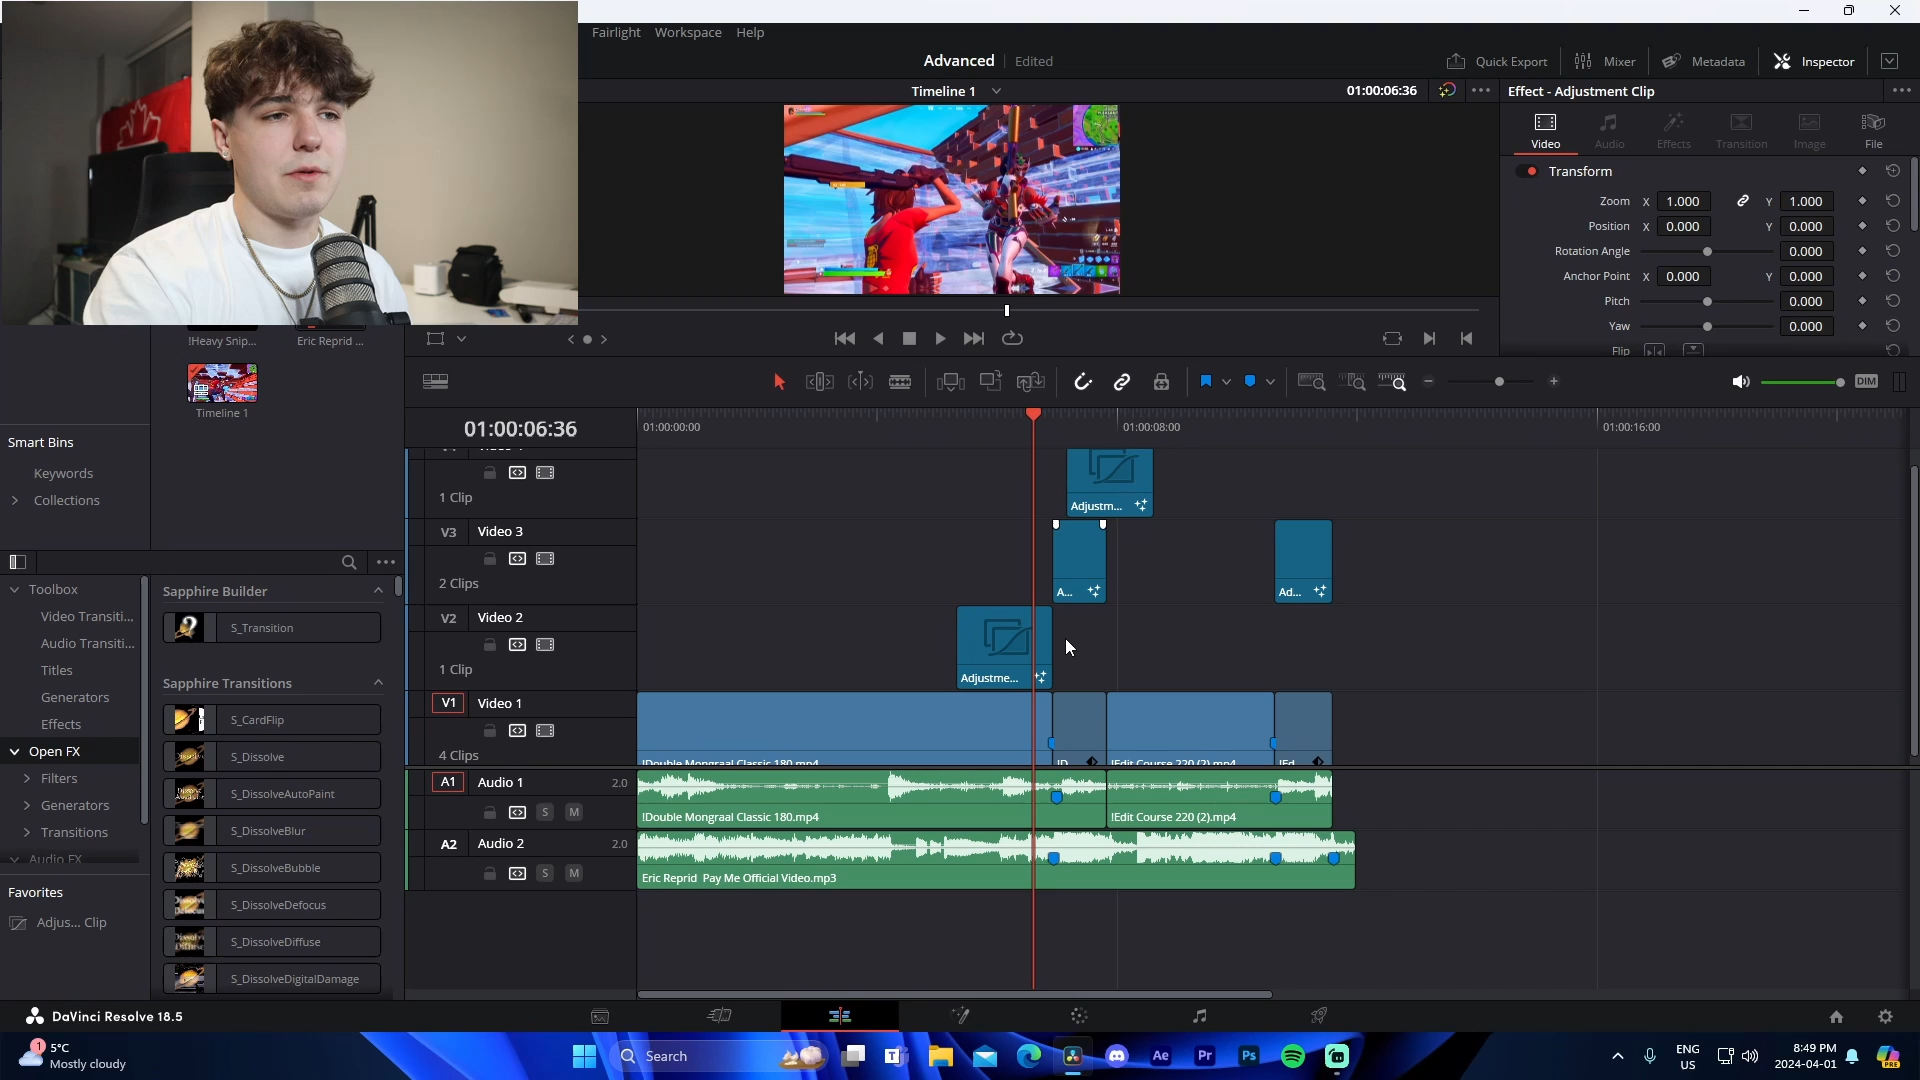 Fairlight Workspace Help
Advanced Edited
Quick Export Mixer Metadata Inspector
Timeline 1 01:00:06:36
Effect - Adjustment Clip
Video Audio Effects Transition Image File
Transform
Zoom X 1.000 Y 1.000
Position X 0.000 Y 0.000
Rotation Angle 0.000
Anchor Point X 0.000 Y 0.000
Pitch 0.000
Yaw 0.000
Flip
!Heavy Snip... Eric Reprid ...
Timeline 1
Smart Bins
Keywords
Collections
DIM
01:00:06:36
01:00:00:00 01:00:08:00 01:00:16:00
1 Clip
Adjustm...
V3 Video 3
2 Clips
A... Ad...
V2 Video 2
1 Clip
Adjustme...
V1 Video 1
4 Clips
!Double Mongraal Classic 180.mp4 !D... !Edit Course 220 (2).mp4 !Ed...
A1 Audio 1 2.0
S M
!Double Mongraal Classic 180.mp4 !Edit Course 220 (2).mp4
A2 Audio 2 2.0
S M
Eric Reprid Pay Me Official Video.mp3
Toolbox
Video Transiti...
Audio Transiti...
Titles
Generators
Effects
Open FX
Filters
Generators
Transitions
Audio FX
Favorites
Adjus... Clip
Sapphire Builder
S_Transition
Sapphire Transitions
S_CardFlip
S_Dissolve
S_DissolveAutoPaint
S_DissolveBlur
S_DissolveBubble
S_DissolveDefocus
S_DissolveDiffuse
S_DissolveDigitalDamage
DaVinci Resolve 18.5
1
5°C
Mostly cloudy
Search
Ae Pr Ps
ENG
US
8:49 PM
2024-04-01
PRE